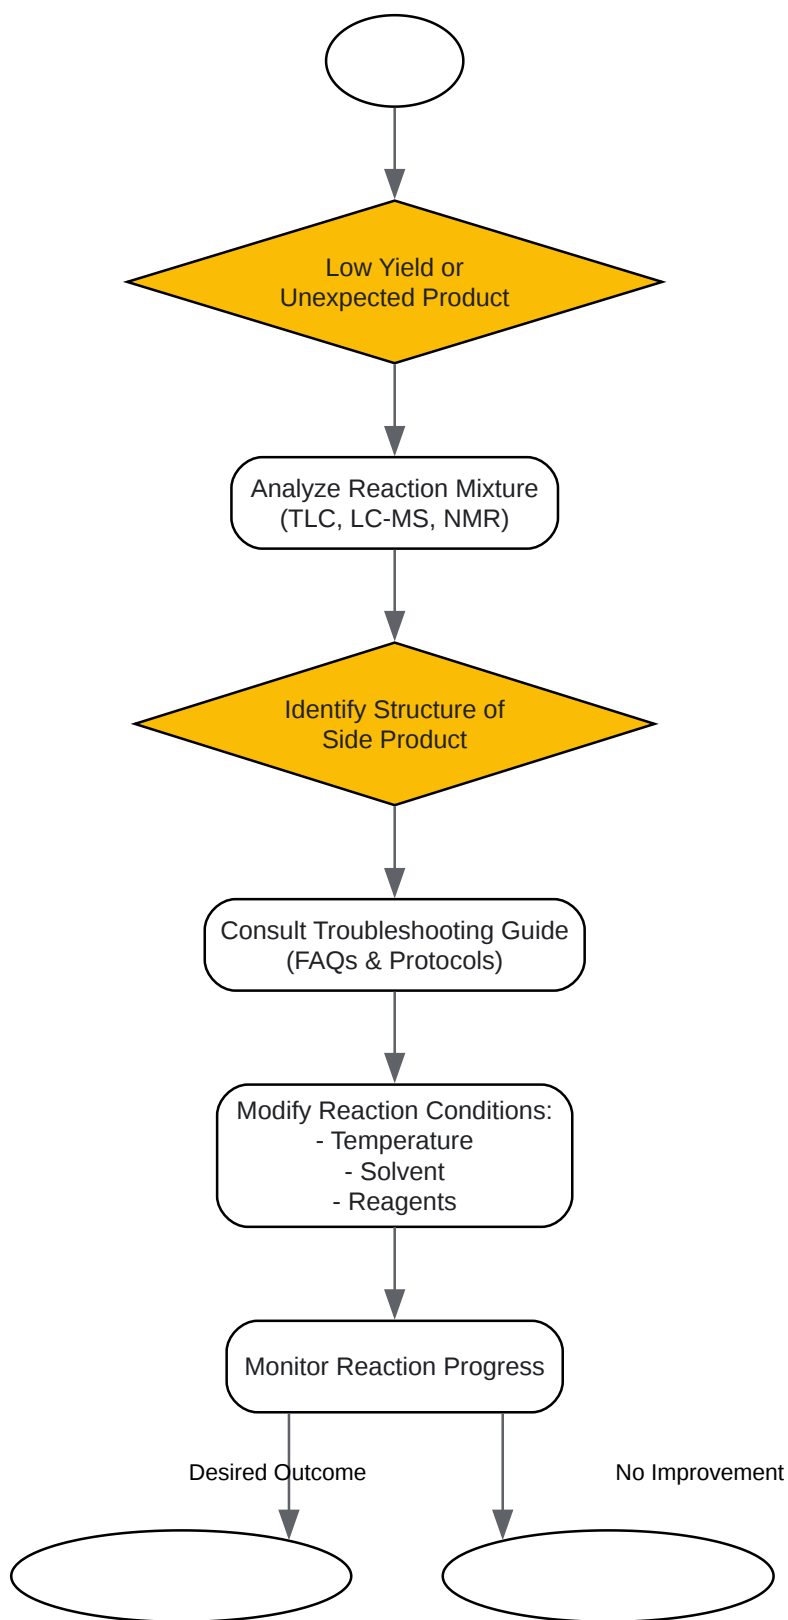 Low Yield or
Unexpected Product
Analyze Reaction Mixture
(TLC, LC-MS, NMR)
Identify Structure of
Side Product
Consult Troubleshooting Guide
(FAQs & Protocols)
Modify Reaction Conditions:
- Temperature
- Solvent
- Reagents
Monitor Reaction Progress
Desired Outcome
No Improvement